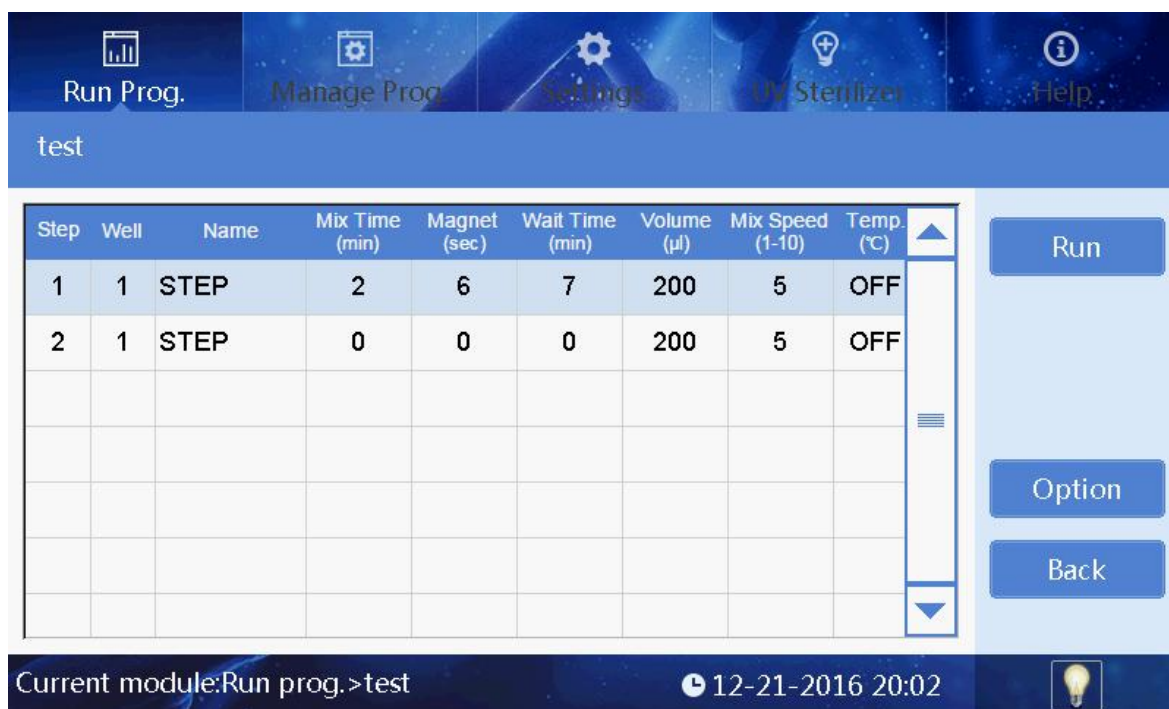 Run Prog. Manage Prog. Settings UV Sterilizer Help
test
Step Well Name Mix Time (min) Magnet (sec) Wait Time (min) Volume (µl) Mix Speed (1-10) Temp. (℃)
1 1 STEP 2 6 7 200 5 OFF
2 1 STEP 0 0 0 200 5 OFF
Run
Option
Back
Current module:Run prog.>test 12-21-2016 20:02